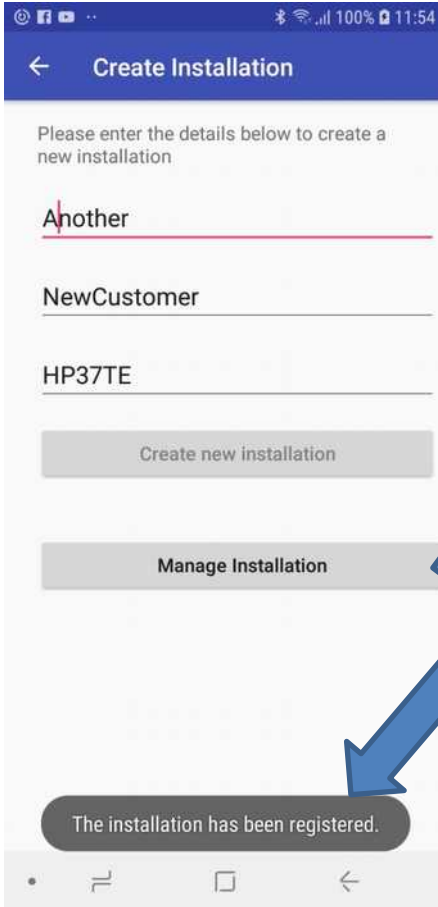 100% 11:54
Create Installation
Please enter the details below to create a
new installation
Another
NewCustomer
HP37TE
Create new installation
Manage Installation
The installation has been registered.